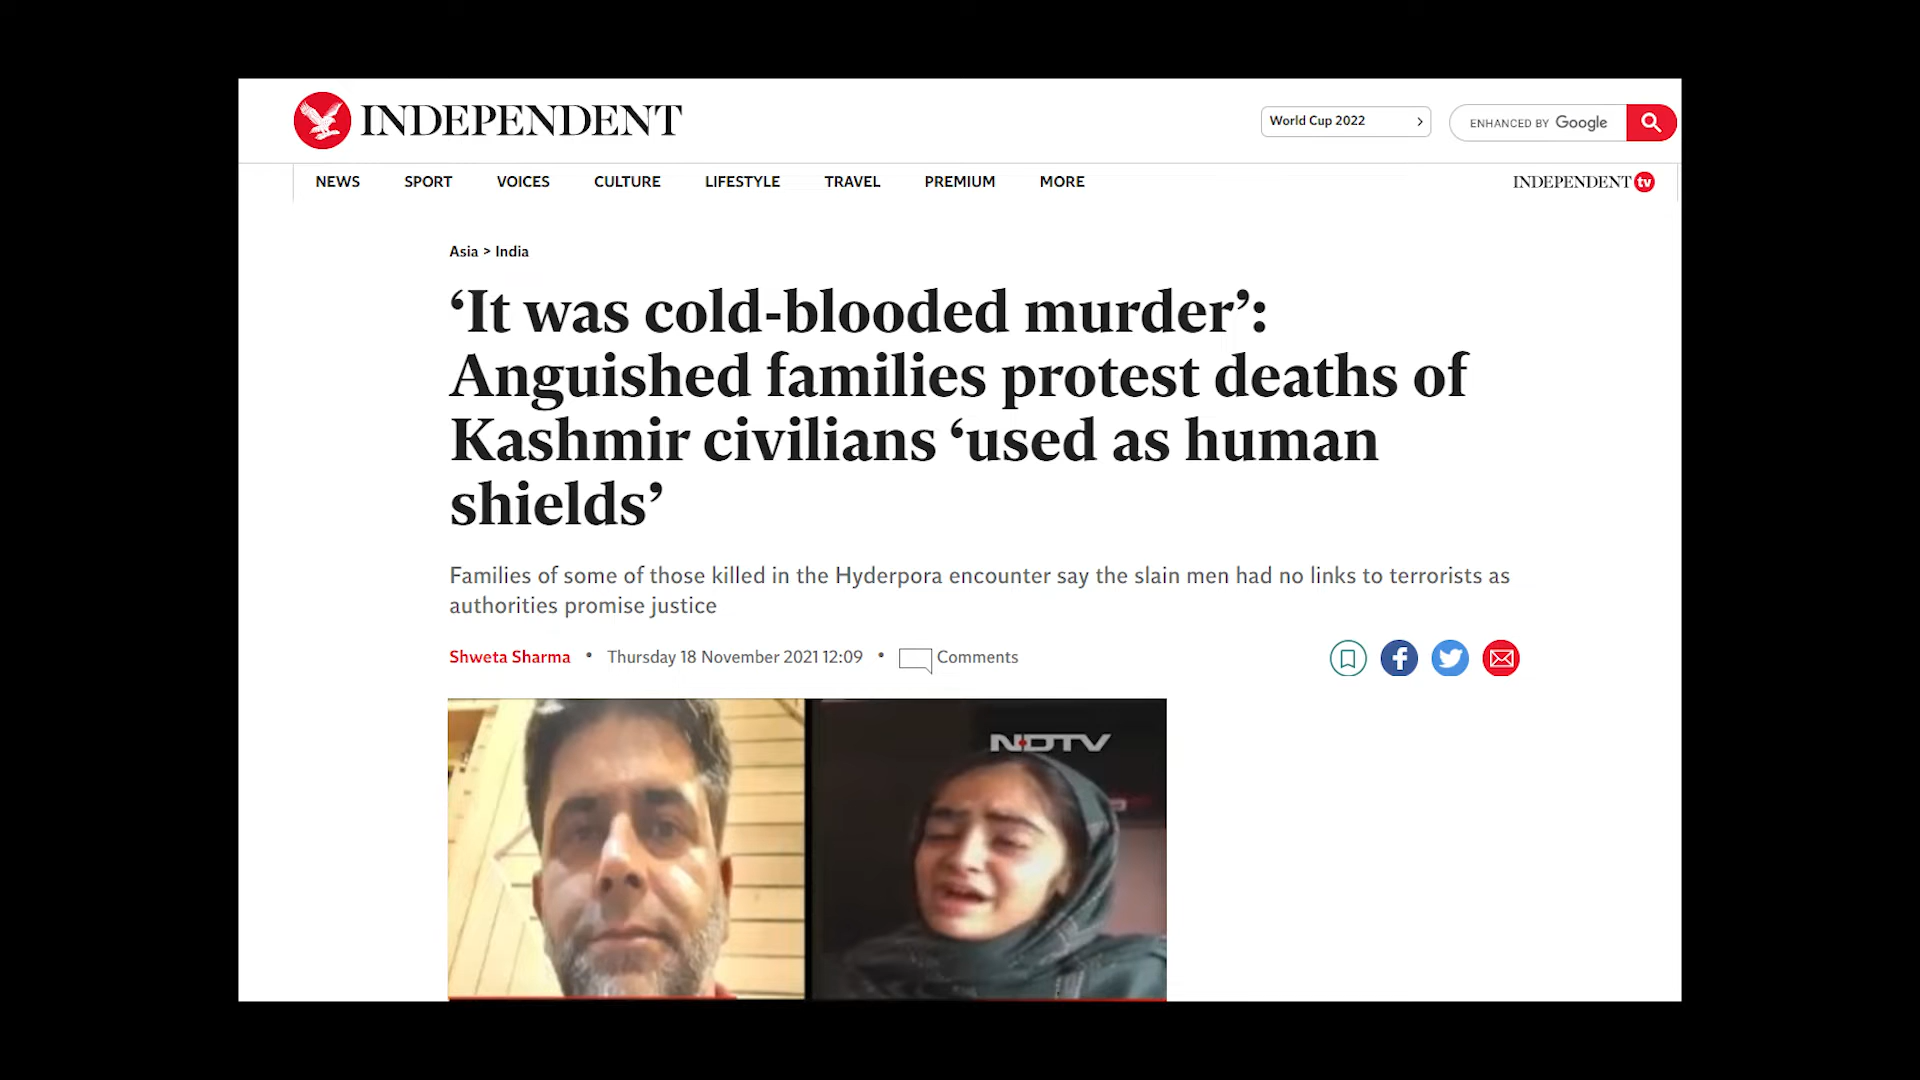 INDEPENDENT
World Cup 2022
ENHANCED BY Google
NEWS SPORT VOICES CULTURE LIFESTYLE TRAVEL PREMIUM MORE
INDEPENDENT tv
Asia > India
‘It was cold-blooded murder’:
Anguished families protest deaths of
Kashmir civilians ‘used as human
shields’
Families of some of those killed in the Hyderpora encounter say the slain men had no links to terrorists as
authorities promise justice
Shweta Sharma • Thursday 18 November 2021 12:09 • Comments
NDTV